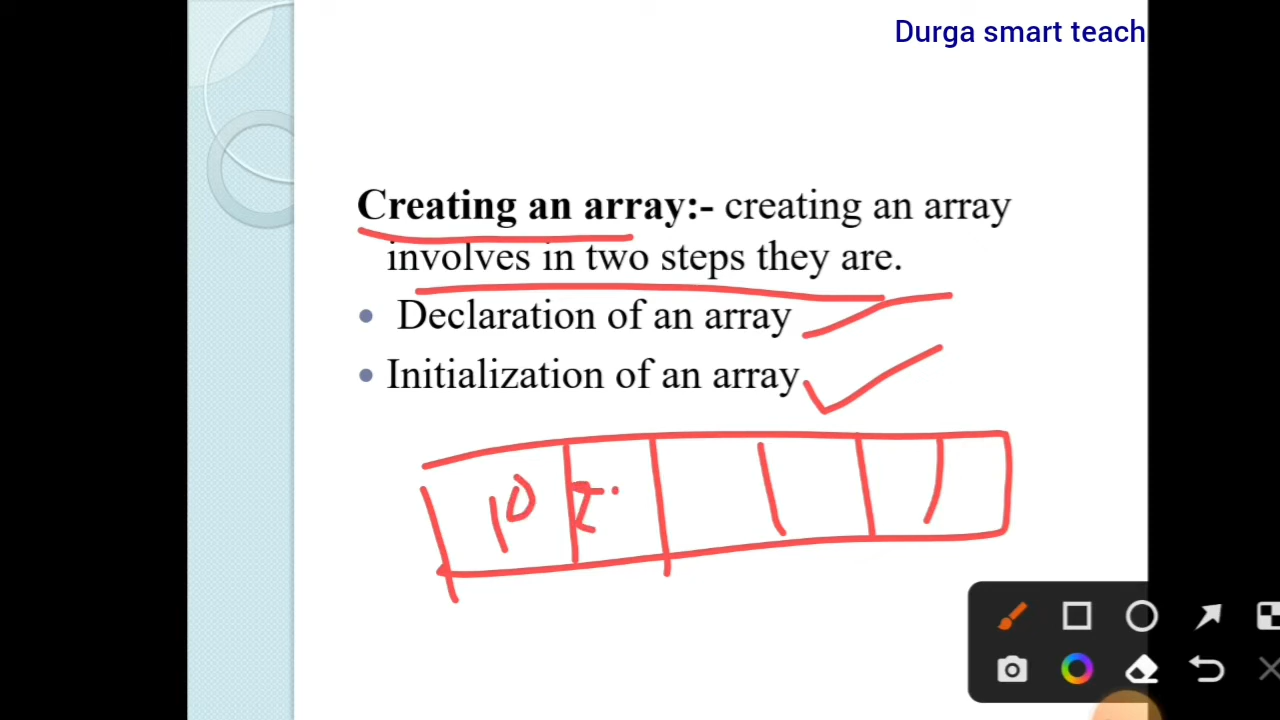 Durga smart teach
Creating an array:- creating an array
involves in two steps they are.
Declaration of an array
Initialization of an array
10